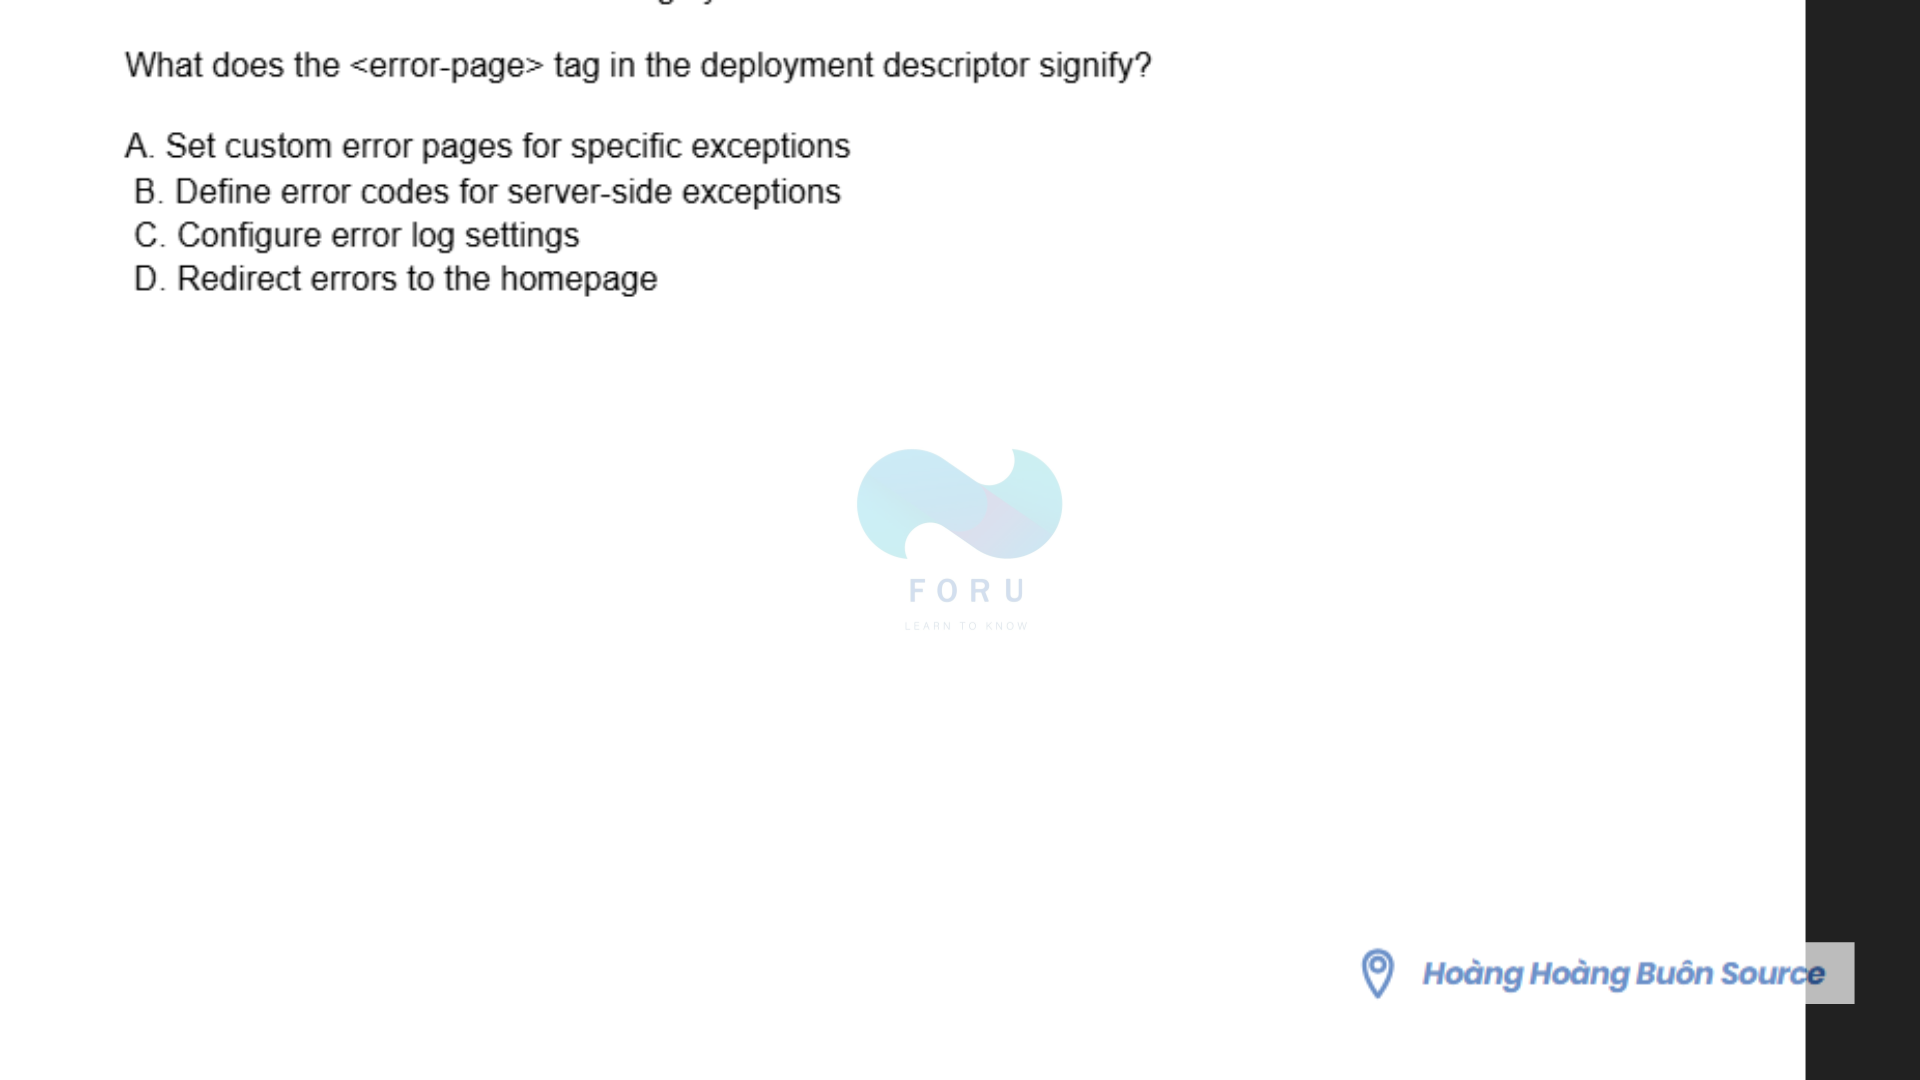 What does the <error-page> tag in the deployment descriptor signify?
A. Set custom error pages for specific exceptions
B. Define error codes for server-side exceptions
C. Configure error log settings
D. Redirect errors to the homepage
FORU
LEARN TO KNOW
Hoàng Hoàng Buôn Source